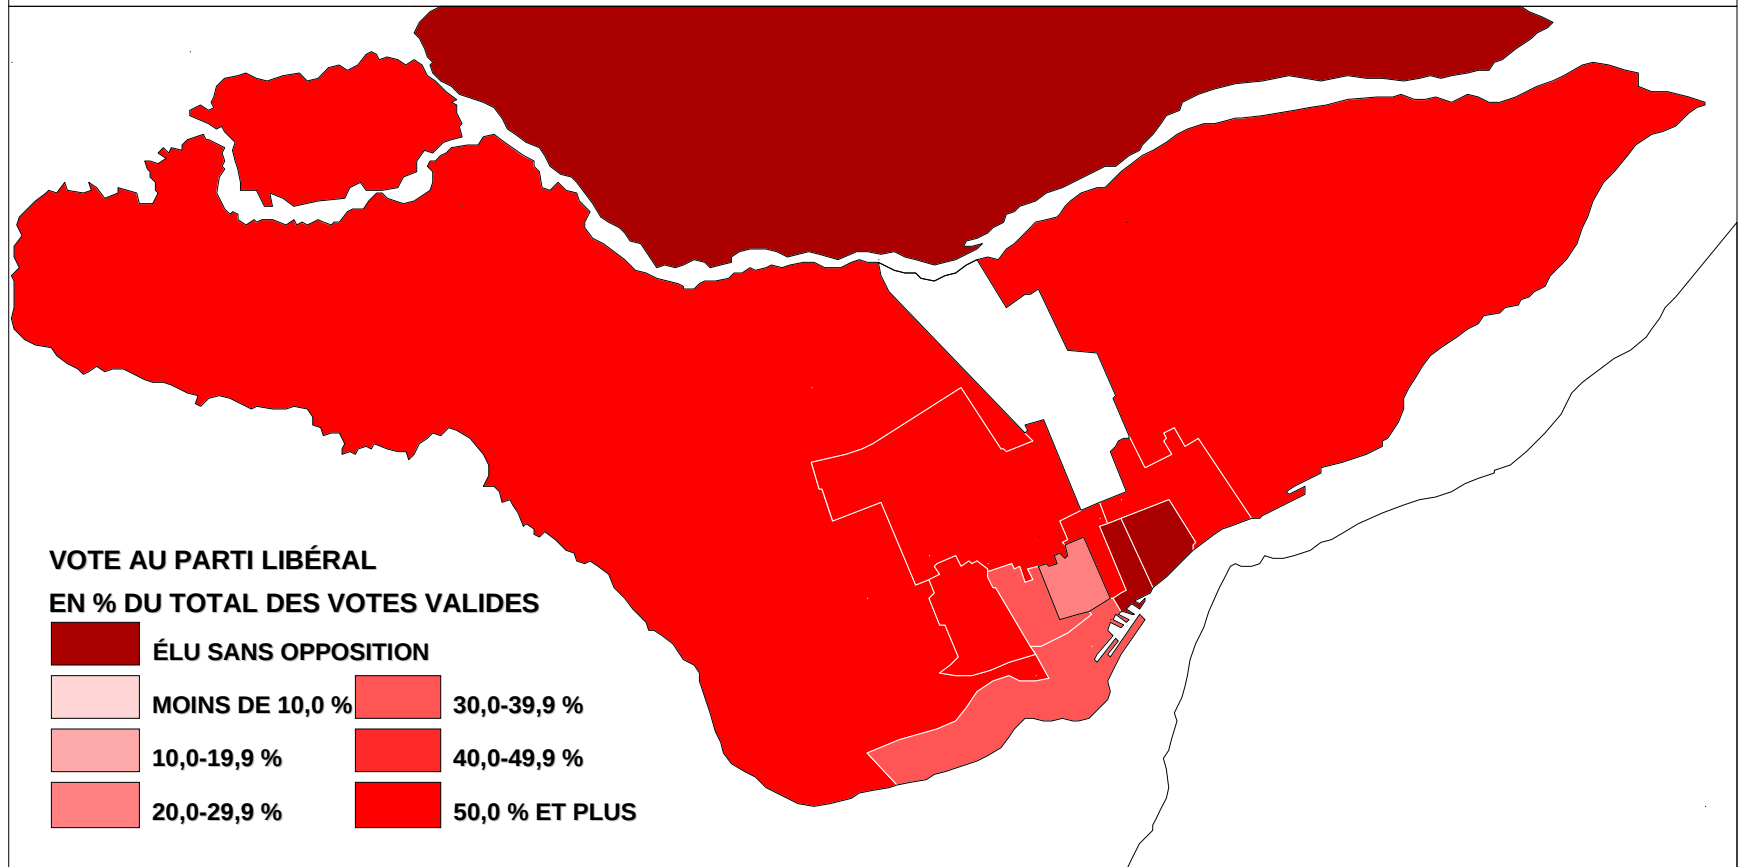 VOTE AU PARTI LIBÉRAL
EN % DU TOTAL DES VOTES VALIDES
ÉLU SANS OPPOSITION
MOINS DE 10,0 %
30,0-39,9 %
10,0-19,9 %
40,0-49,9 %
20,0-29,9 %
50,0 % ET PLUS